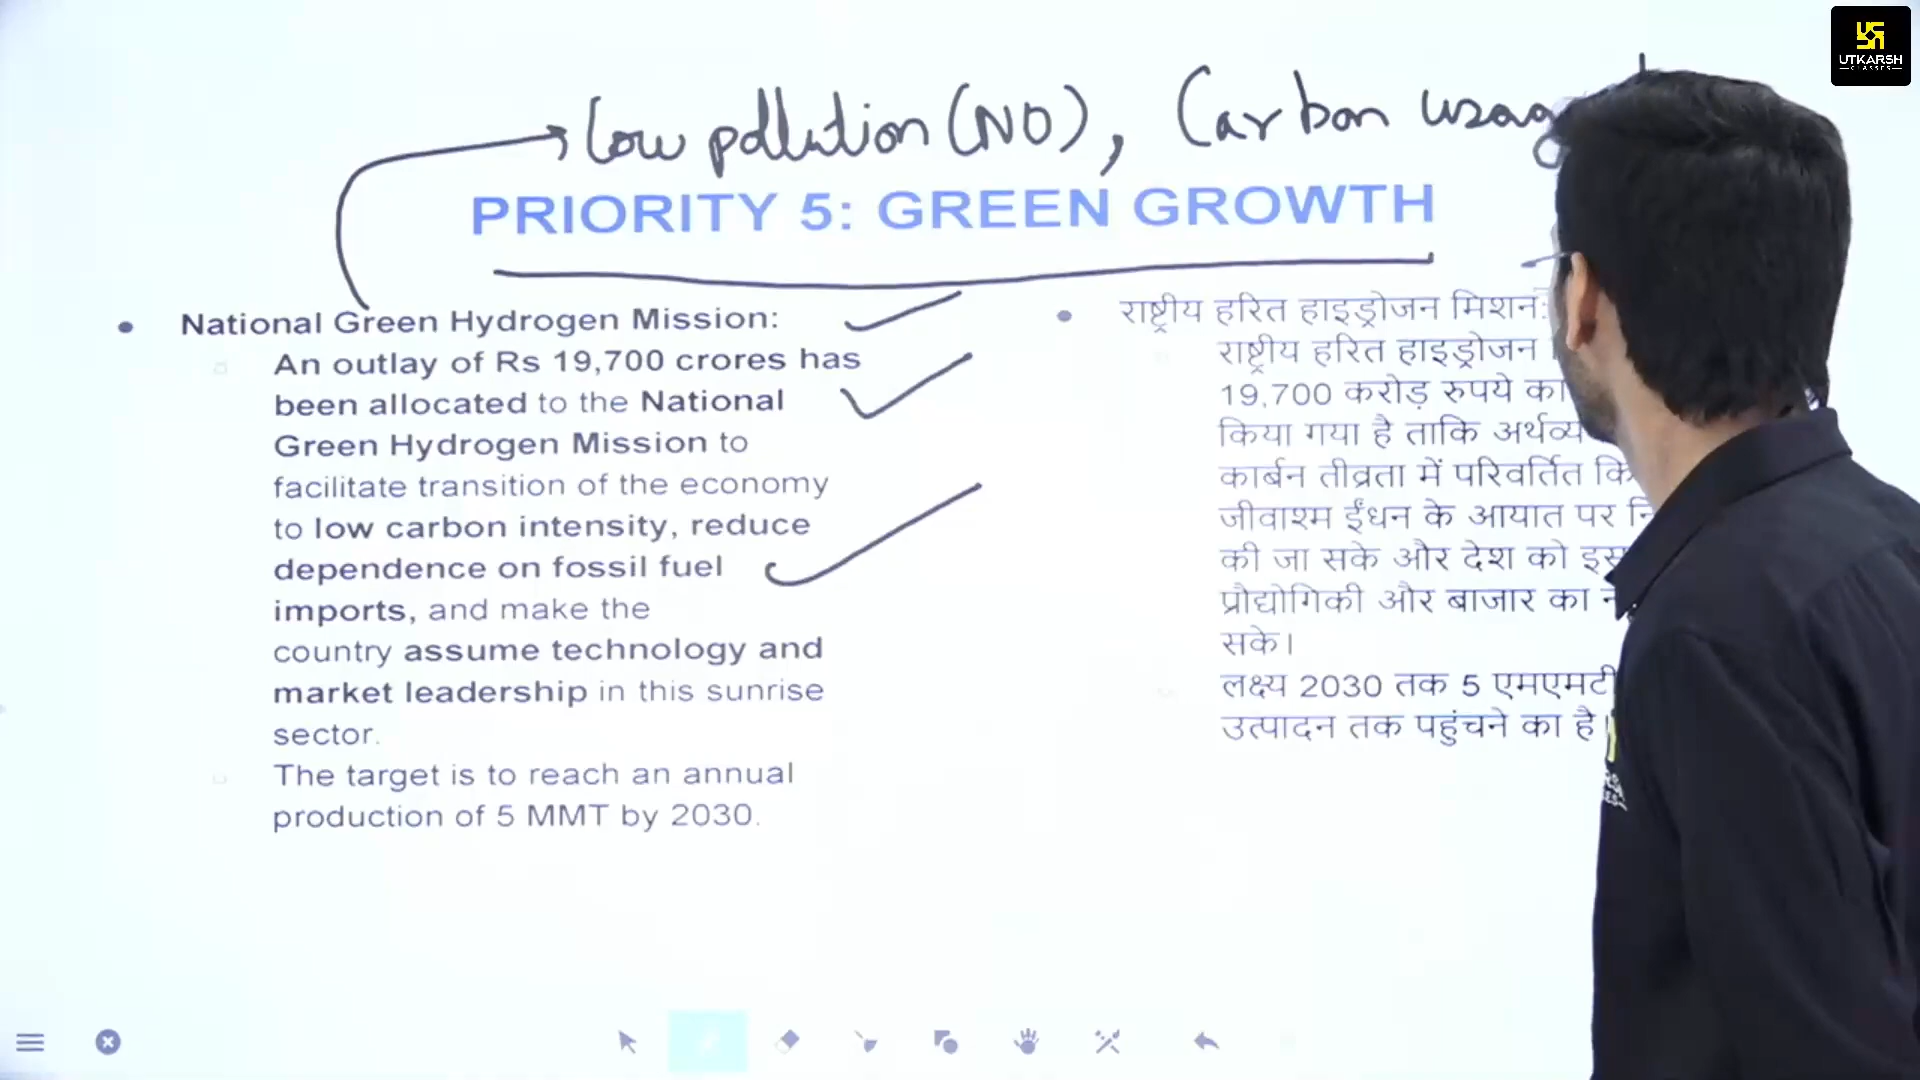 UTKARSH
CLASSES
Low pollution (NO), Carbon usag
PRIORITY 5: GREEN GROWTH
National Green Hydrogen Mission:
An outlay of Rs 19,700 crores has
been allocated to the National
Green Hydrogen Mission to
facilitate transition of the economy
to low carbon intensity, reduce
dependence on fossil fuel
imports, and make the
country assume technology and
market leadership in this sunrise
sector.
The target is to reach an annual
production of 5 MMT by 2030.
राष्ट्रीय हरित हाइड्रोजन मिशन:
राष्ट्रीय हरित हाइड्रोजन
19,700 करोड़ रुपये का
किया गया है ताकि
कार्बन तीव्रता में परिवर्तित
जीवाश्म ईंधन के आयात पर
की जा सके और देश को
प्रौद्योगिकी और बाजार का
सके।
लक्ष्य 2030 तक 5 एमएमटी
उत्पादन तक पहुंचने का है